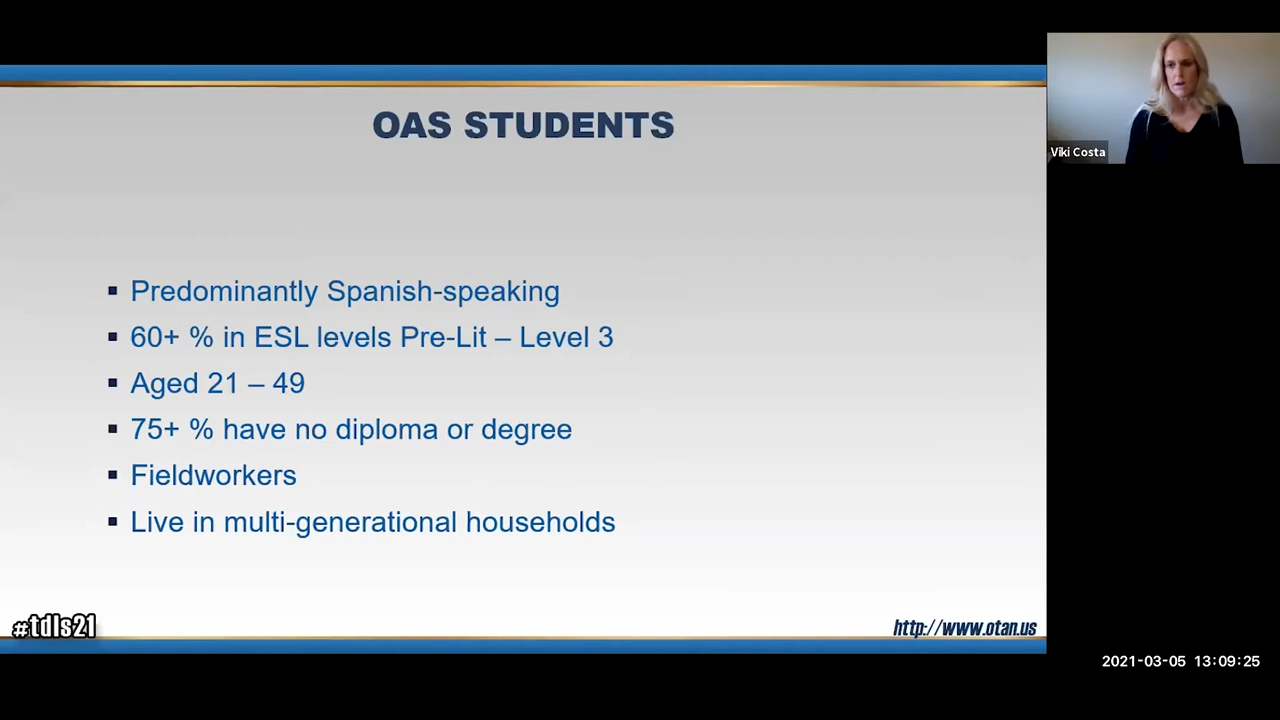 OAS STUDENTS
Viki Costa
▪ Predominantly Spanish-speaking
▪ 60+ % in ESL levels Pre-Lit – Level 3
▪ Aged 21 – 49
▪ 75+ % have no diploma or degree
▪ Fieldworkers
▪ Live in multi-generational households
#tdls21
http://www.otan.us
2021-03-05 13:09:25